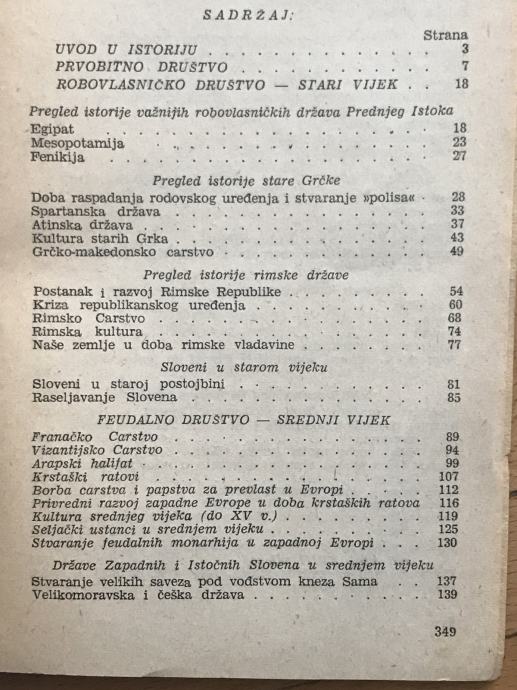 SADRŽAJ:
Strana
UVOD U ISTORIJU . . . . . . . . . . . 3
PRVOBITNO DRUŠTVO . . . . . . . . . . 7
ROBOVLASNIČKO DRUŠTVO — STARI VIJEK . . 18
Pregled istorije važnijih robovlasničkih država Prednjeg Istoka
Egipat . . . . . . . . . . . . . . 18
Mesopotamija . . . . . . . . . . . . 23
Fenikija . . . . . . . . . . . . . . 27
Pregled istorije stare Grčke
Doba raspadanja rodovskog uređenja i stvaranje »polisa« . 28
Spartanska država . . . . . . . . . . . 33
Atinska država . . . . . . . . . . . . 37
Kultura starih Grka . . . . . . . . . . 43
Grčko-makedonsko carstvo . . . . . . . . 49
Pregled istorije rimske države
Postanak i razvoj Rimske Republike . . . . . . 54
Kriza republikanskog uređenja . . . . . . . 60
Rimsko Carstvo . . . . . . . . . . . . 68
Rimska kultura . . . . . . . . . . . . 74
Naše zemlje u doba rimske vladavine . . . . . 77
Sloveni u starom vijeku
Sloveni u staroj postojbini . . . . . . . . 81
Raseljavanje Slovena . . . . . . . . . . 85
FEUDALNO DRUŠTVO — SREDNJI VIJEK
Franačko Carstvo . . . . . . . . . . . 89
Vizantijsko Carstvo . . . . . . . . . . 94
Arapski halifat . . . . . . . . . . . . 99
Krstaški ratovi . . . . . . . . . . . . 107
Borba carstva i papstva za prevlast u Evropi . . . . 112
Privredni razvoj zapadne Evrope u doba krstaških ratova 116
Kultura srednjeg vijeka (do XV v.) . . . . . . 119
Seljački ustanci u srednjem vijeku . . . . . . 125
Stvaranje feudalnih monarhija u zapadnoj Evropi . . . 130
Države Zapadnih i Istočnih Slovena u srednjem vijeku
Stvaranje velikih saveza pod vođstvom kneza Sama . . 137
Velikomoravska i češka država . . . . . . . 139
349